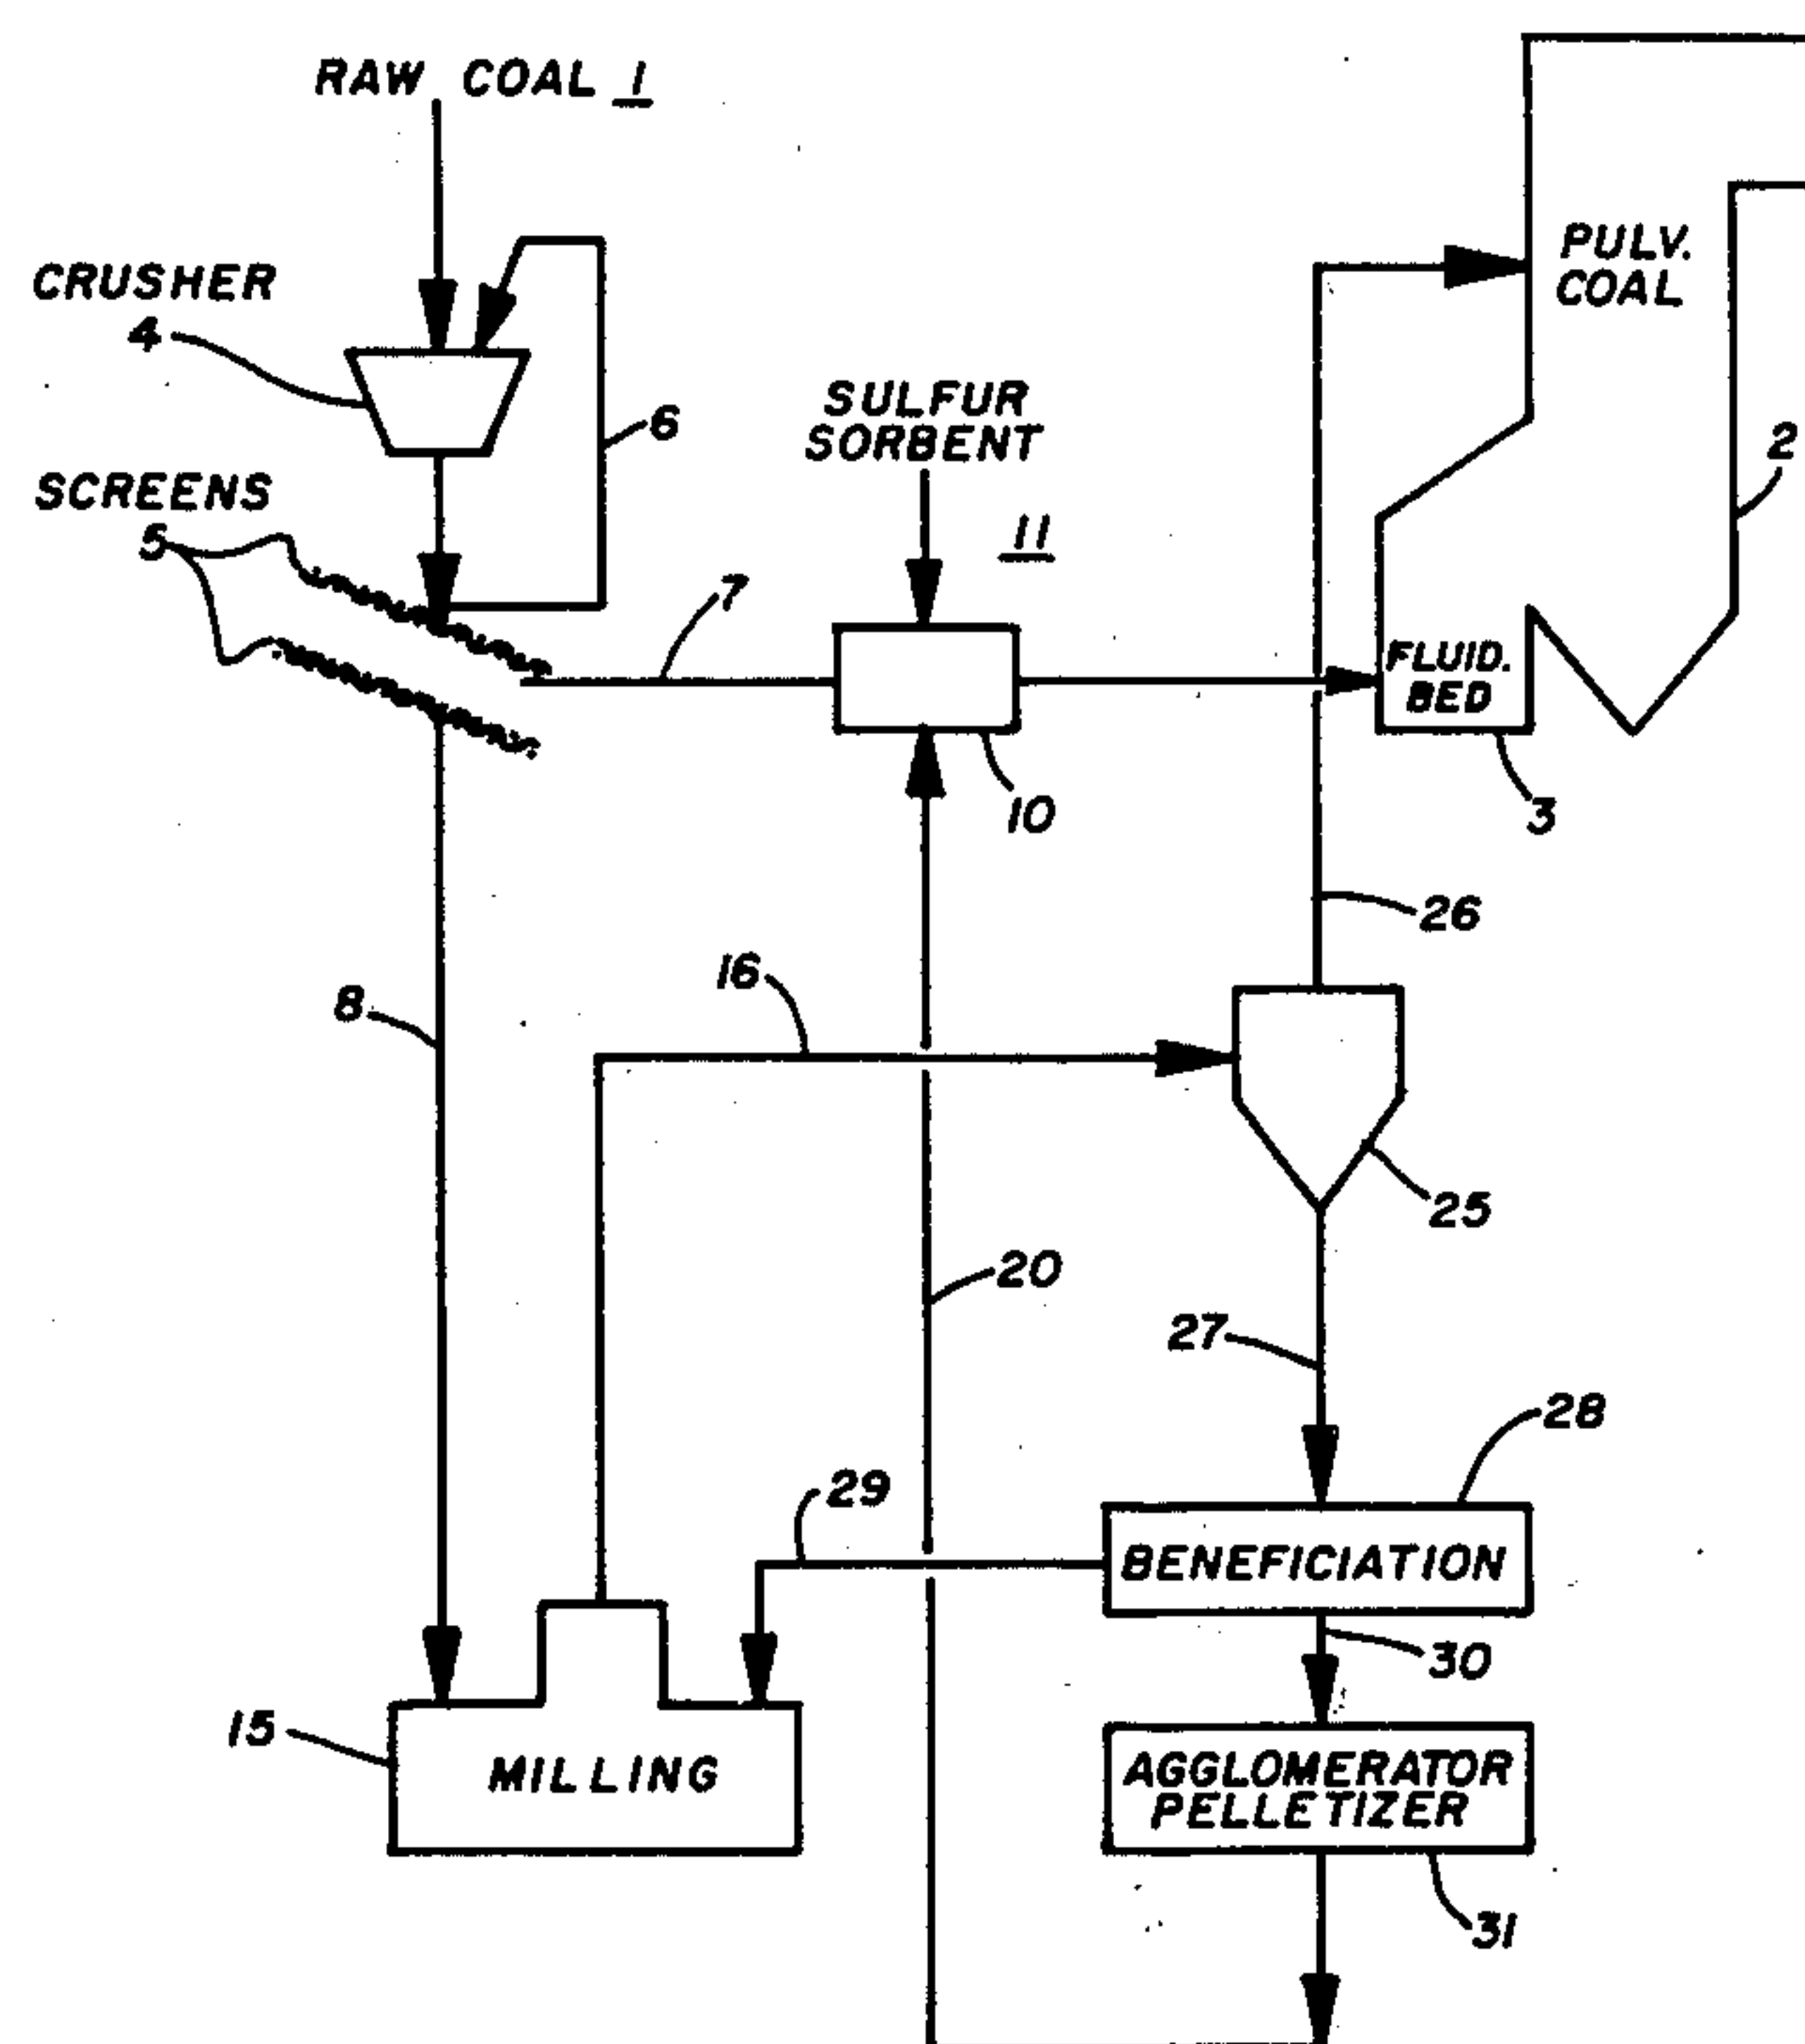 RAW COAL 1
PULV.
COAL
CRUSHER
4
SULFUR
SORBENT
6
2
SCREENS
5
11
7
FLUID.
BED
10
3
26
16
8
25
20
27
28
29
BENEFICIATION
30
15
MILLING
AGGLOMERATOR
PELLETIZER
31